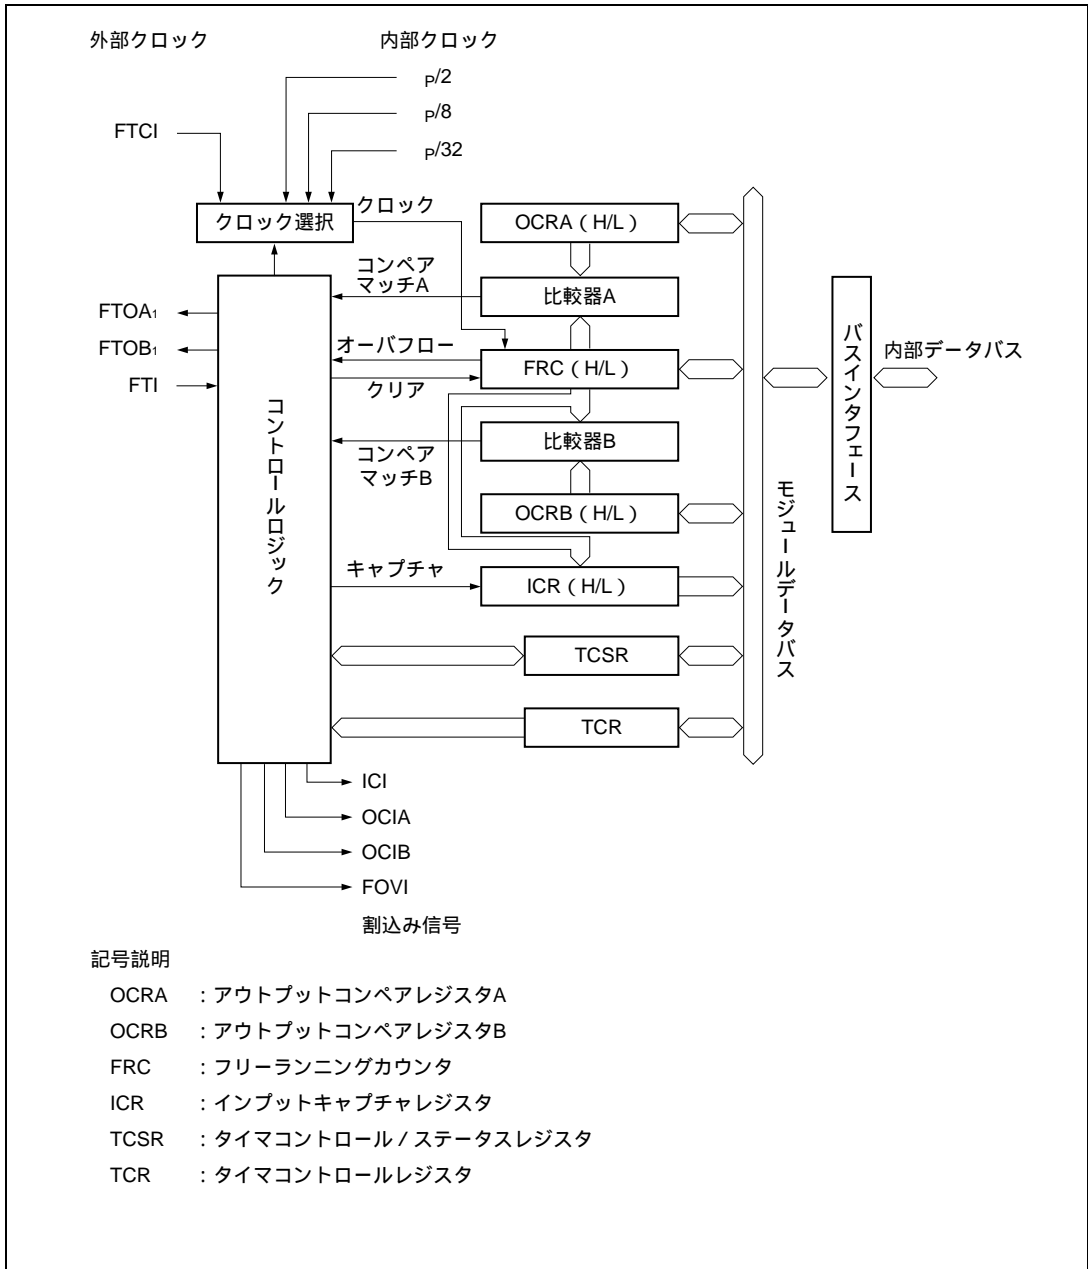 外部クロック
内部クロック
P/2
P/8
FTCI
P/32
クロック選択
クロック
OCRA ( H/L )
コンペア
マッチA
比較器A
FTOA1
FTOB1
FTI
オーバフロー
クリア
FRC ( H/L )
コントロールロジック
コンペア
マッチB
比較器B
OCRB ( H/L )
キャプチャ
ICR ( H/L )
TCSR
TCR
モジュールデータバス
バスインタフェース
内部データバス
ICI
OCIA
OCIB
FOVI
割込み信号
記号説明
OCRA : アウトプットコンペアレジスタA
OCRB : アウトプットコンペアレジスタB
FRC : フリーランニングカウンタ
ICR : インプットキャプチャレジスタ
TCSR : タイマコントロール / ステータスレジスタ
TCR : タイマコントロールレジスタ